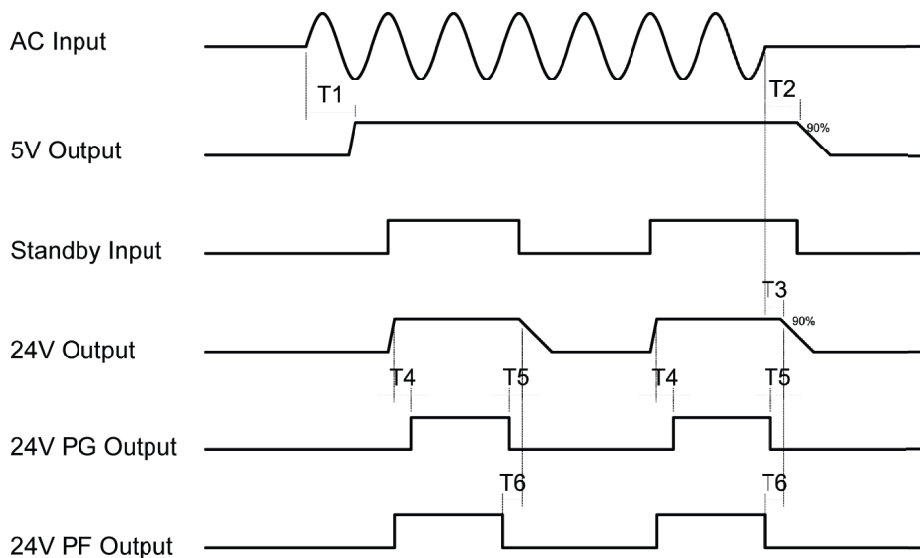 AC Input
T1
T2
90%
5V Output
Standby Input
T3
90%
24V Output
T4
T5
T4
T5
24V PG Output
T6
T6
24V PF Output